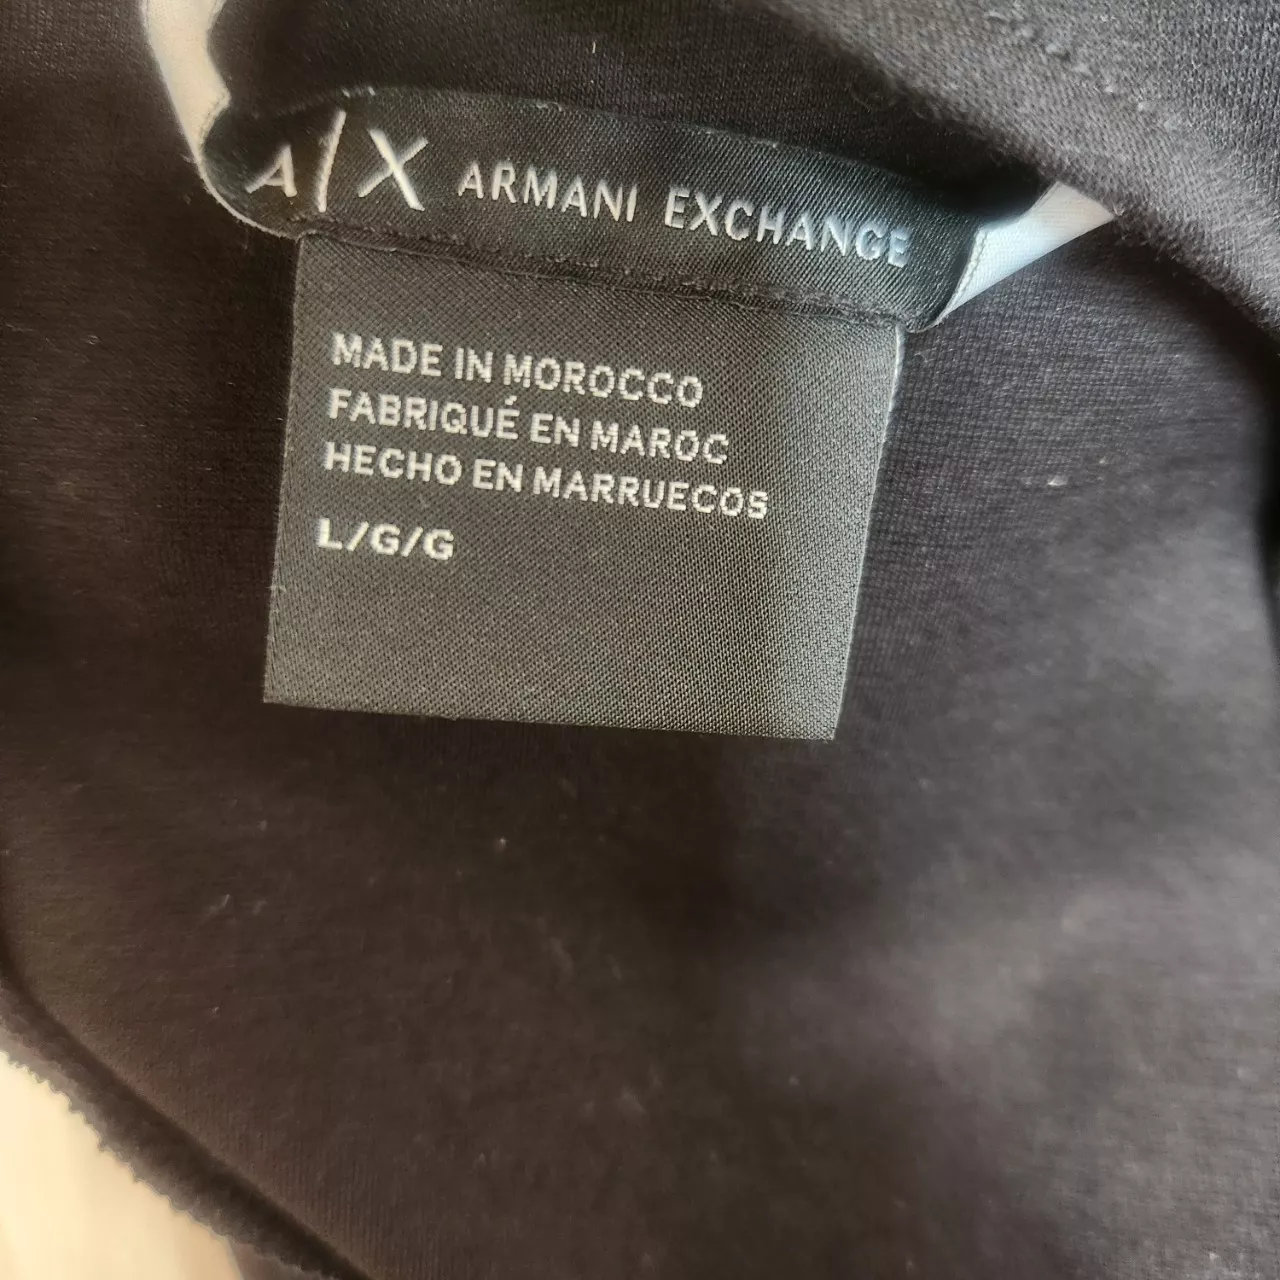 A|X ARMANI EXCHANGE
MADE IN MOROCCO
FABRIQUÉ EN MAROC
HECHO EN MARRUECOS
L/G/G